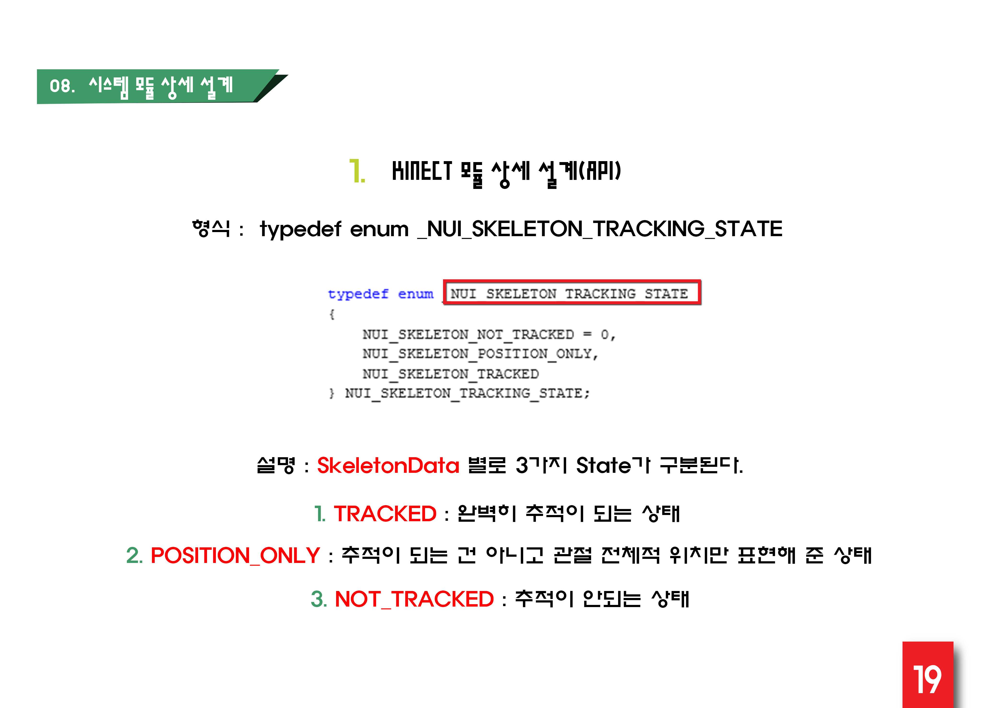 08. 시스템 모듈 상세 설계
1. KINECT 모듈 상세 설계(API)
형식 : typedef enum _NUI_SKELETON_TRACKING_STATE
typedef enum _NUI_SKELETON_TRACKING_STATE
{
NUI_SKELETON_NOT_TRACKED = 0,
NUI_SKELETON_POSITION_ONLY,
NUI_SKELETON_TRACKED
} NUI_SKELETON_TRACKING_STATE;
설명 : SkeletonData 별로 3가지 State가 구분된다.
1. TRACKED : 완벽히 추적이 되는 상태
2. POSITION_ONLY : 추적이 되는 건 아니고 관절 전체적 위치만 표현해 준 상태
3. NOT_TRACKED : 추적이 안되는 상태
19